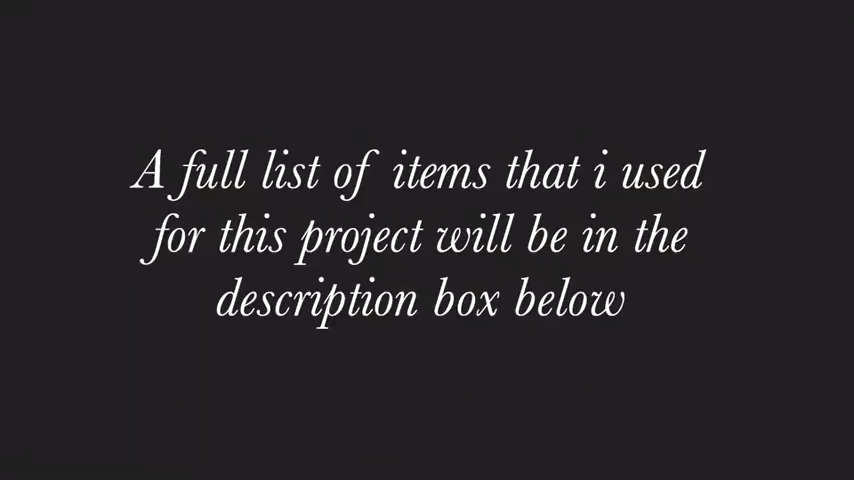 A full list of items that i used
for this project will be in the
description box below